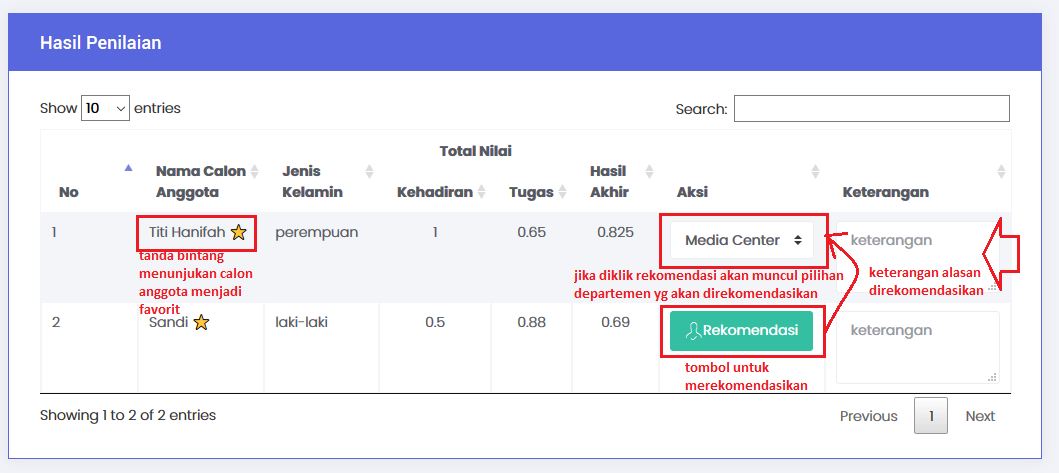 Hasil Penilaian
Show 10 entries
Search:
Total Nilai
No
Nama Calon Anggota
Jenis Kelamin
Kehadiran
Tugas
Hasil Akhir
Aksi
Keterangan
1
Titi Hanifah
perempuan
1
0.65
0.825
Media Center
keterangan
tanda bintang
menunjukan calon
anggota menjadi
favorit
jika diklik rekomendasi akan muncul pilihan
departemen yg akan direkomendasikan
keterangan alasan
direkomendasikan
2
Sandi
laki-laki
0.5
0.88
0.69
Rekomendasi
keterangan
tombol untuk
merekomendasikan
Showing 1 to 2 of 2 entries
Previous 1 Next